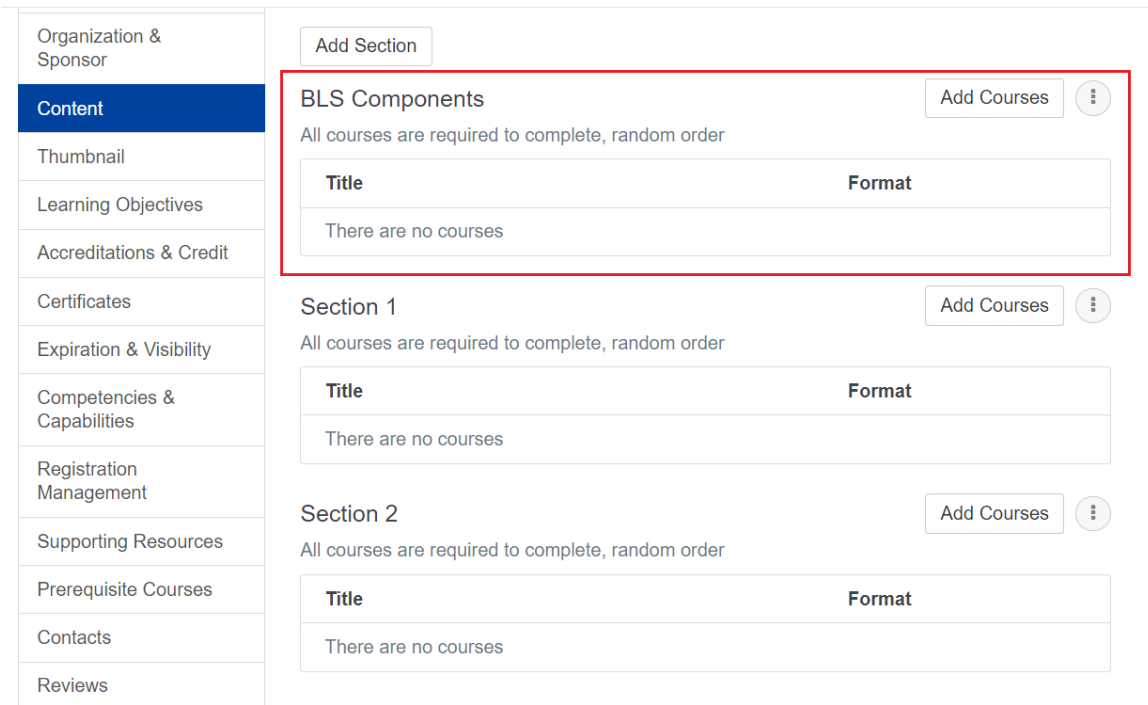 Organization &
Sponsor
Content
Thumbnail
Learning Objectives
Accreditations & Credit
Certificates
Expiration & Visibility
Competencies &
Capabilities
Registration
Management
Supporting Resources
Prerequisite Courses
Contacts
Reviews
Add Section
BLS Components
Add Courses
All courses are required to complete, random order
Title Format
There are no courses
Section 1
Add Courses
All courses are required to complete, random order
Title Format
There are no courses
Section 2
Add Courses
All courses are required to complete, random order
Title Format
There are no courses